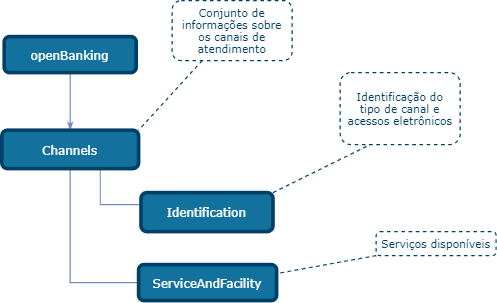 Conjunto de
informações sobre
os canais de
atendimento
openBanking
Identificação do
tipo de canal e
acessos eletrônicos
Channels
Identification
Serviços disponíveis
ServiceAndFacility